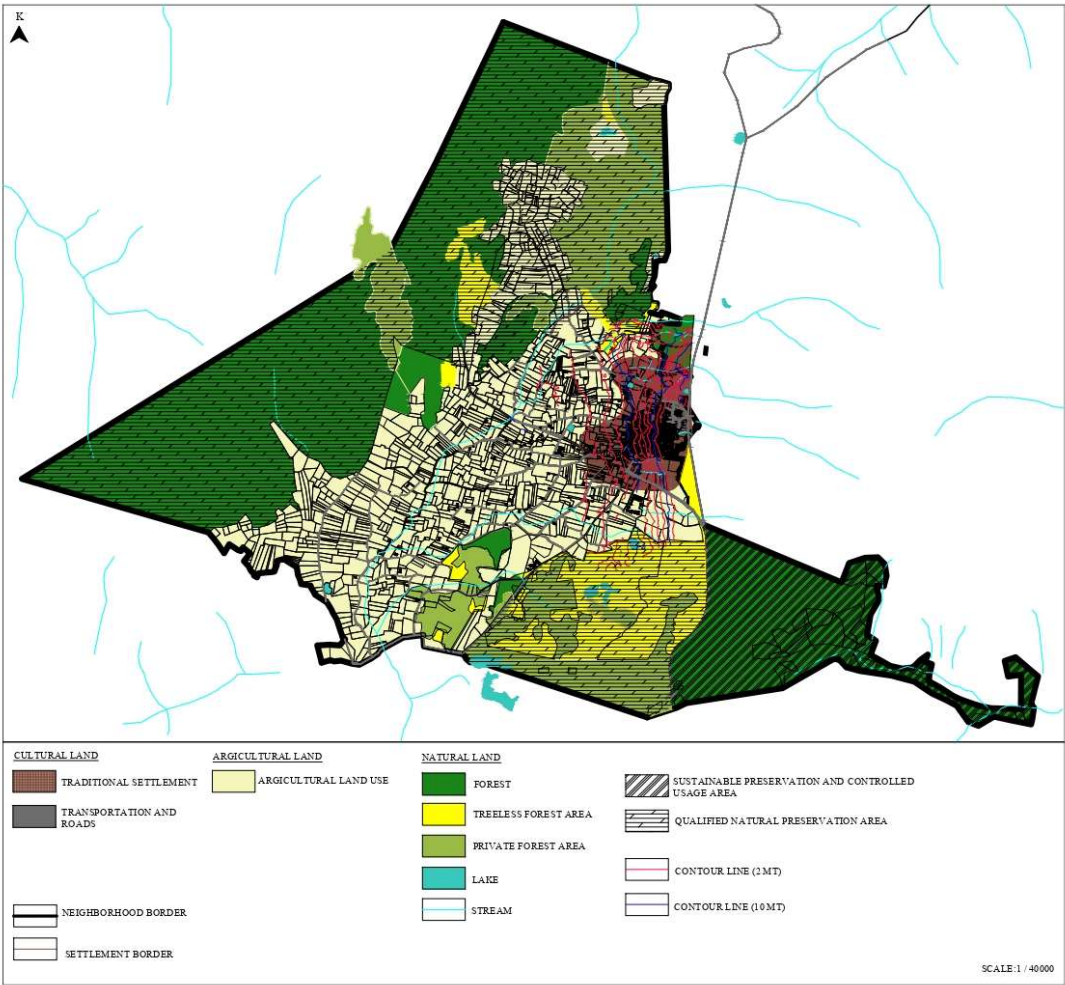 K
CULTURAL LAND
TRADITIONAL SETTLEMENT
TRANSPORTATION AND
ROADS
NEIGHBORHOOD BORDER
SETTLEMENT BORDER
ARGICULTURAL LAND
ARGICULTURAL LAND USE
NATURAL LAND
FOREST
TREELESS FOREST AREA
PRIVATE FOREST AREA
LAKE
STREAM
SUSTAINABLE PRESERVATION AND CONTROLLED
USAGE AREA
QUALIFIED NATURAL PRESERVATION AREA
CONTOUR LINE (2 MT)
CONTOUR LINE (10 MT)
SCALE:1 / 40000